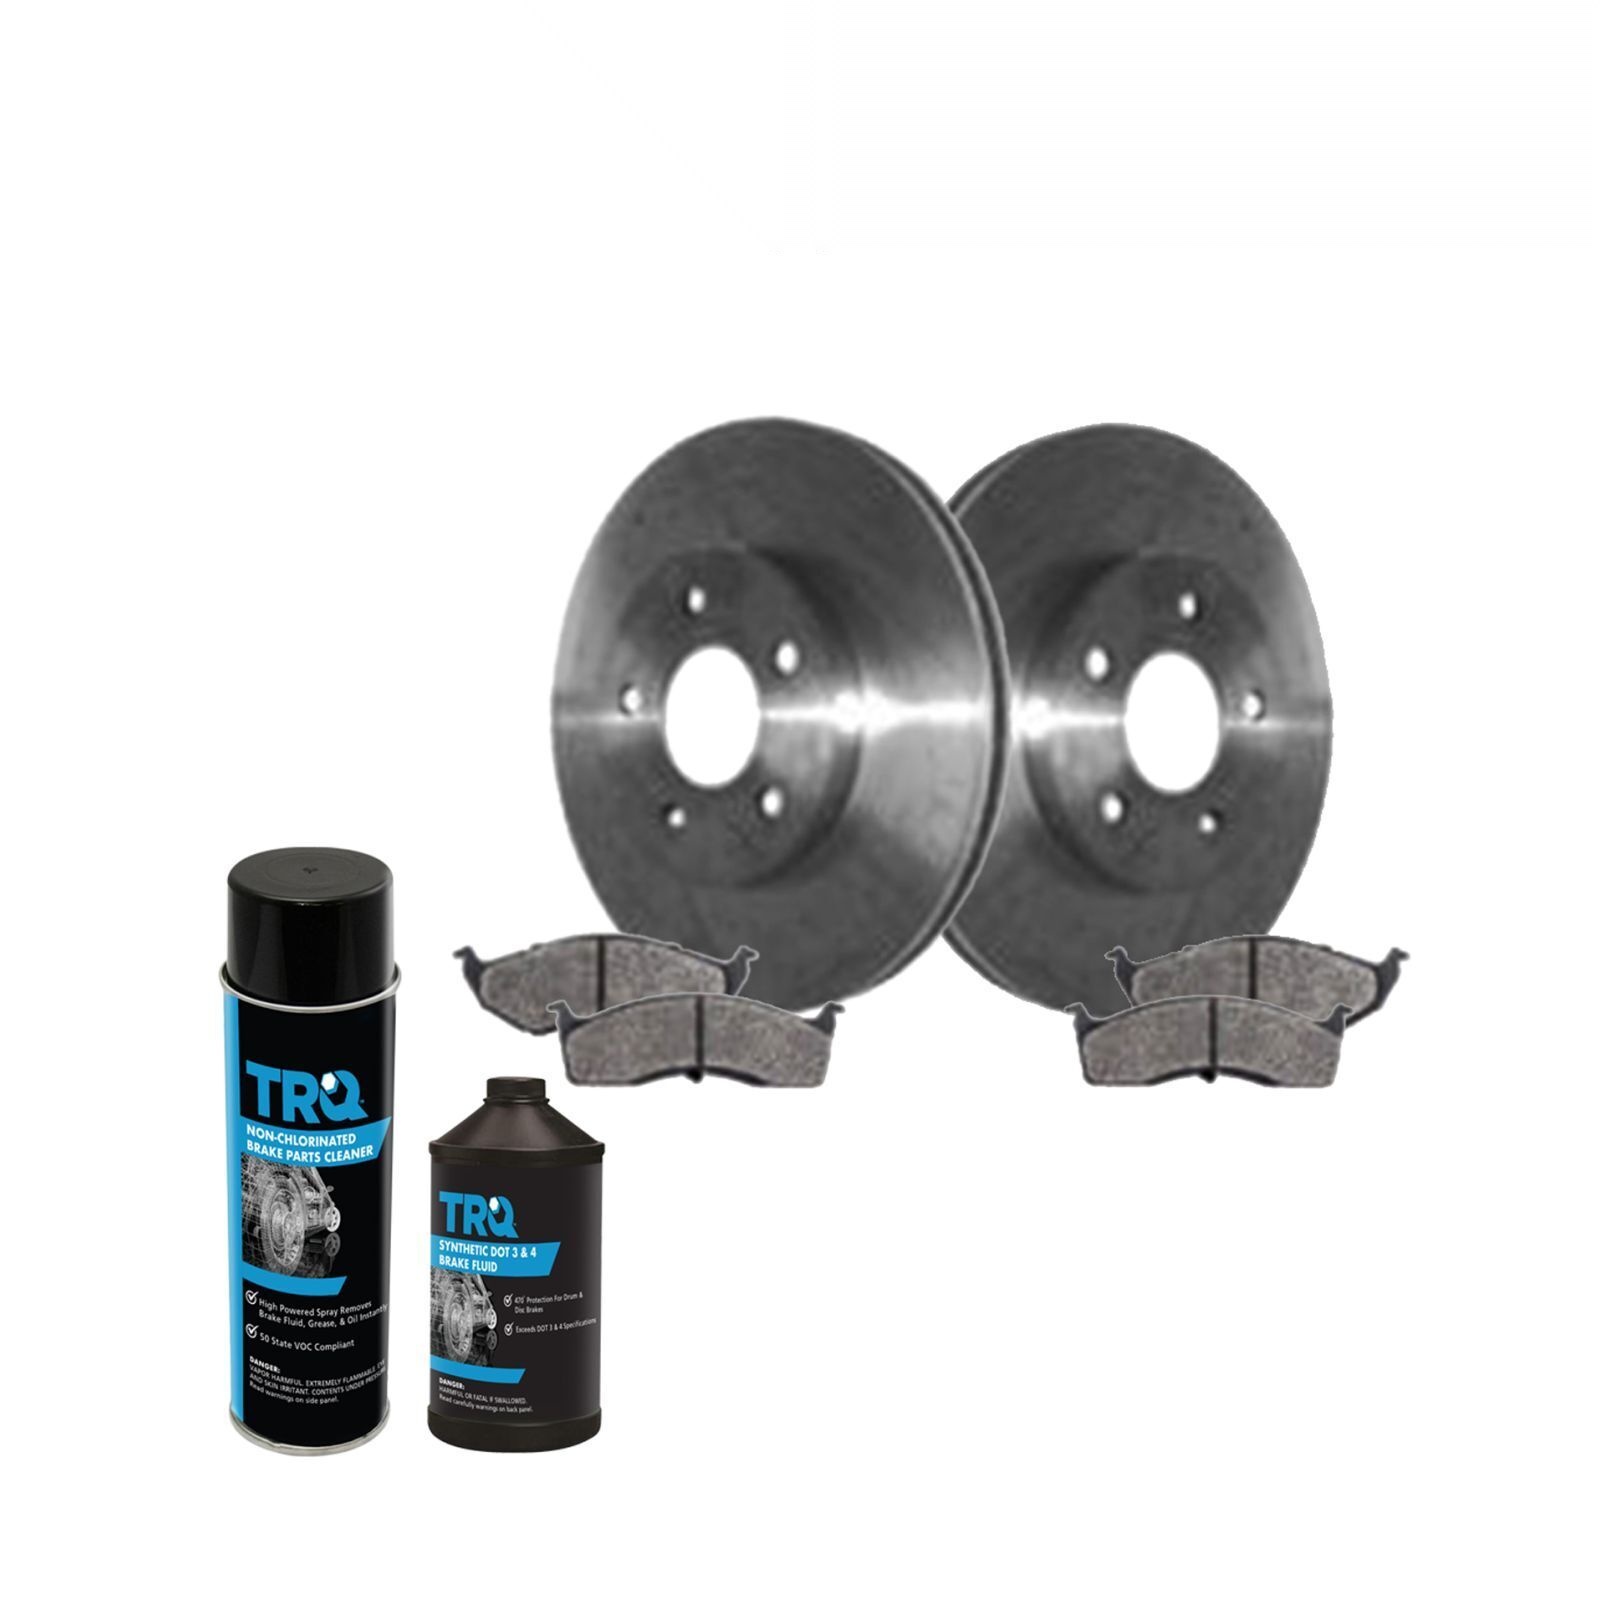 TRQ
NON-CHLORINATED
BRAKE PARTS CLEANER
High Powered Spray Removes
Brake Fluid, Grease, & Oil Instantly
50 State VOC Compliant
DANGER:
VAPOR HARMFUL. EXTREMELY FLAMMABLE. EYE
AND SKIN IRRITANT. CONTENTS UNDER PRESSURE.
Read warnings on side panel.
TRQ
SYNTHETIC DOT 3 & 4
BRAKE FLUID
470° Protection For Drum &
Disc Brakes
Exceeds DOT 3 & 4 Specifications
DANGER:
HARMFUL OR FATAL IF SWALLOWED.
Read carefully warnings on back panel.